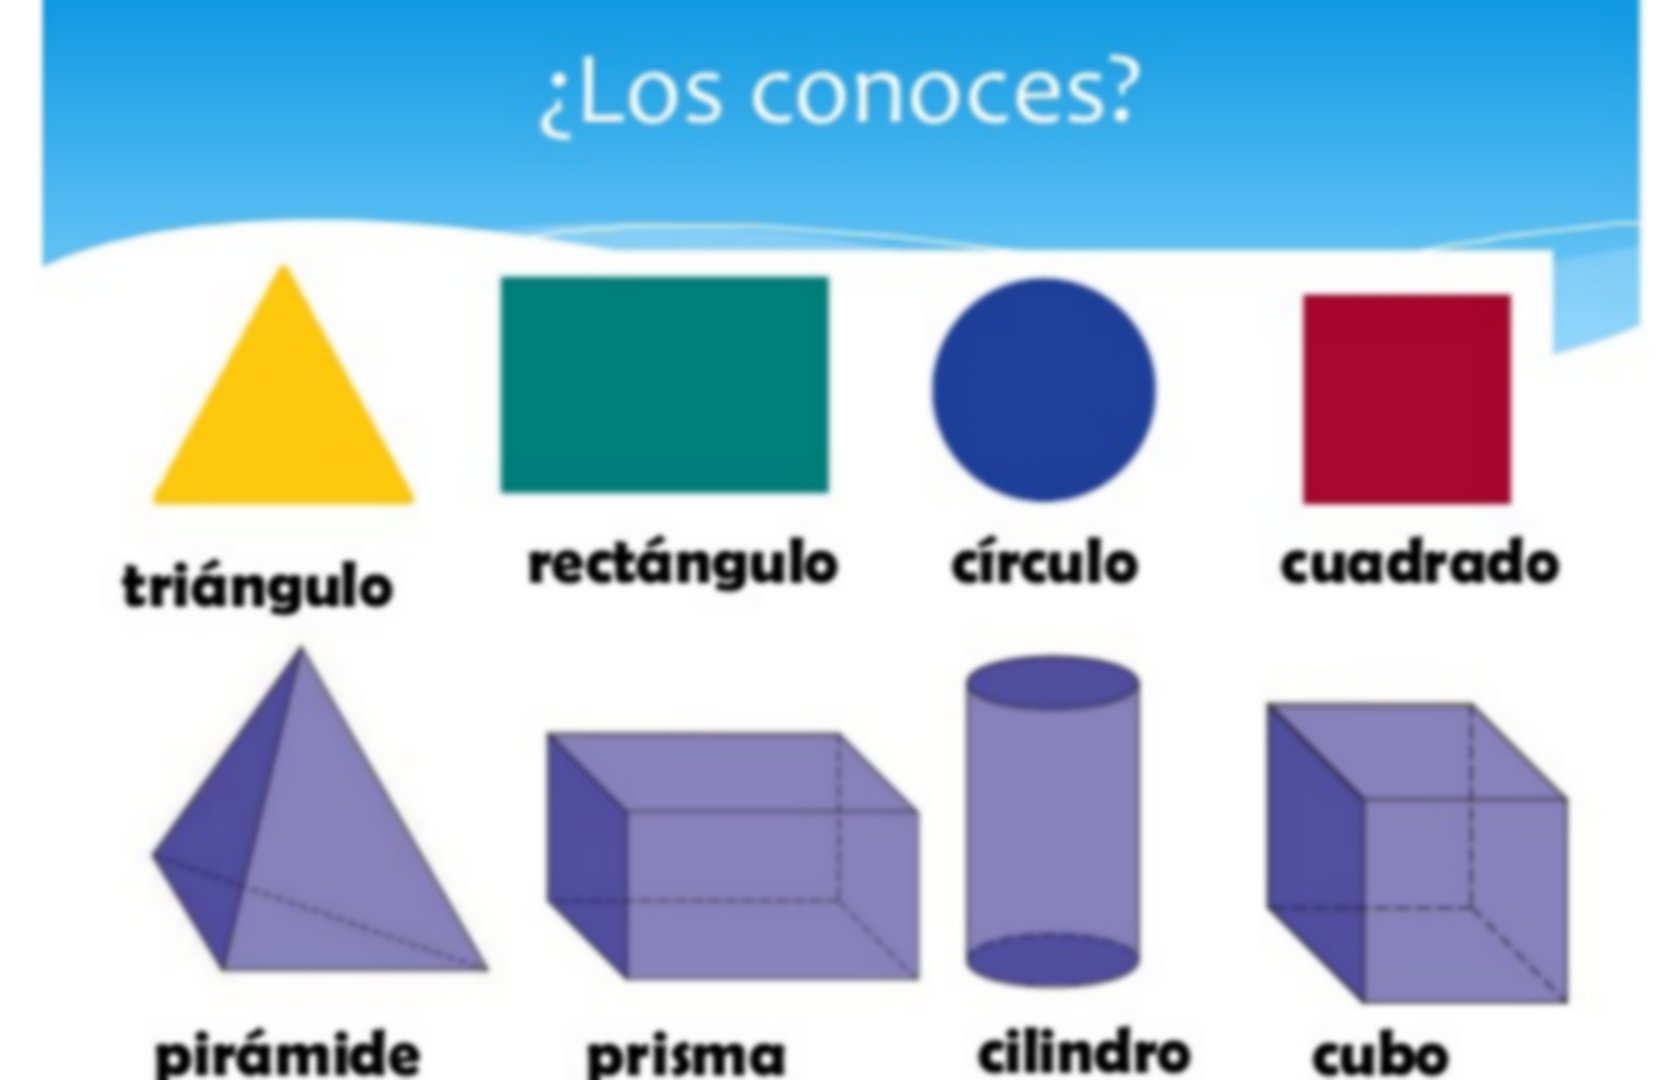 ¿Los conoces?
triángulo rectángulo círculo cuadrado
pirámide prisma cilindro cubo